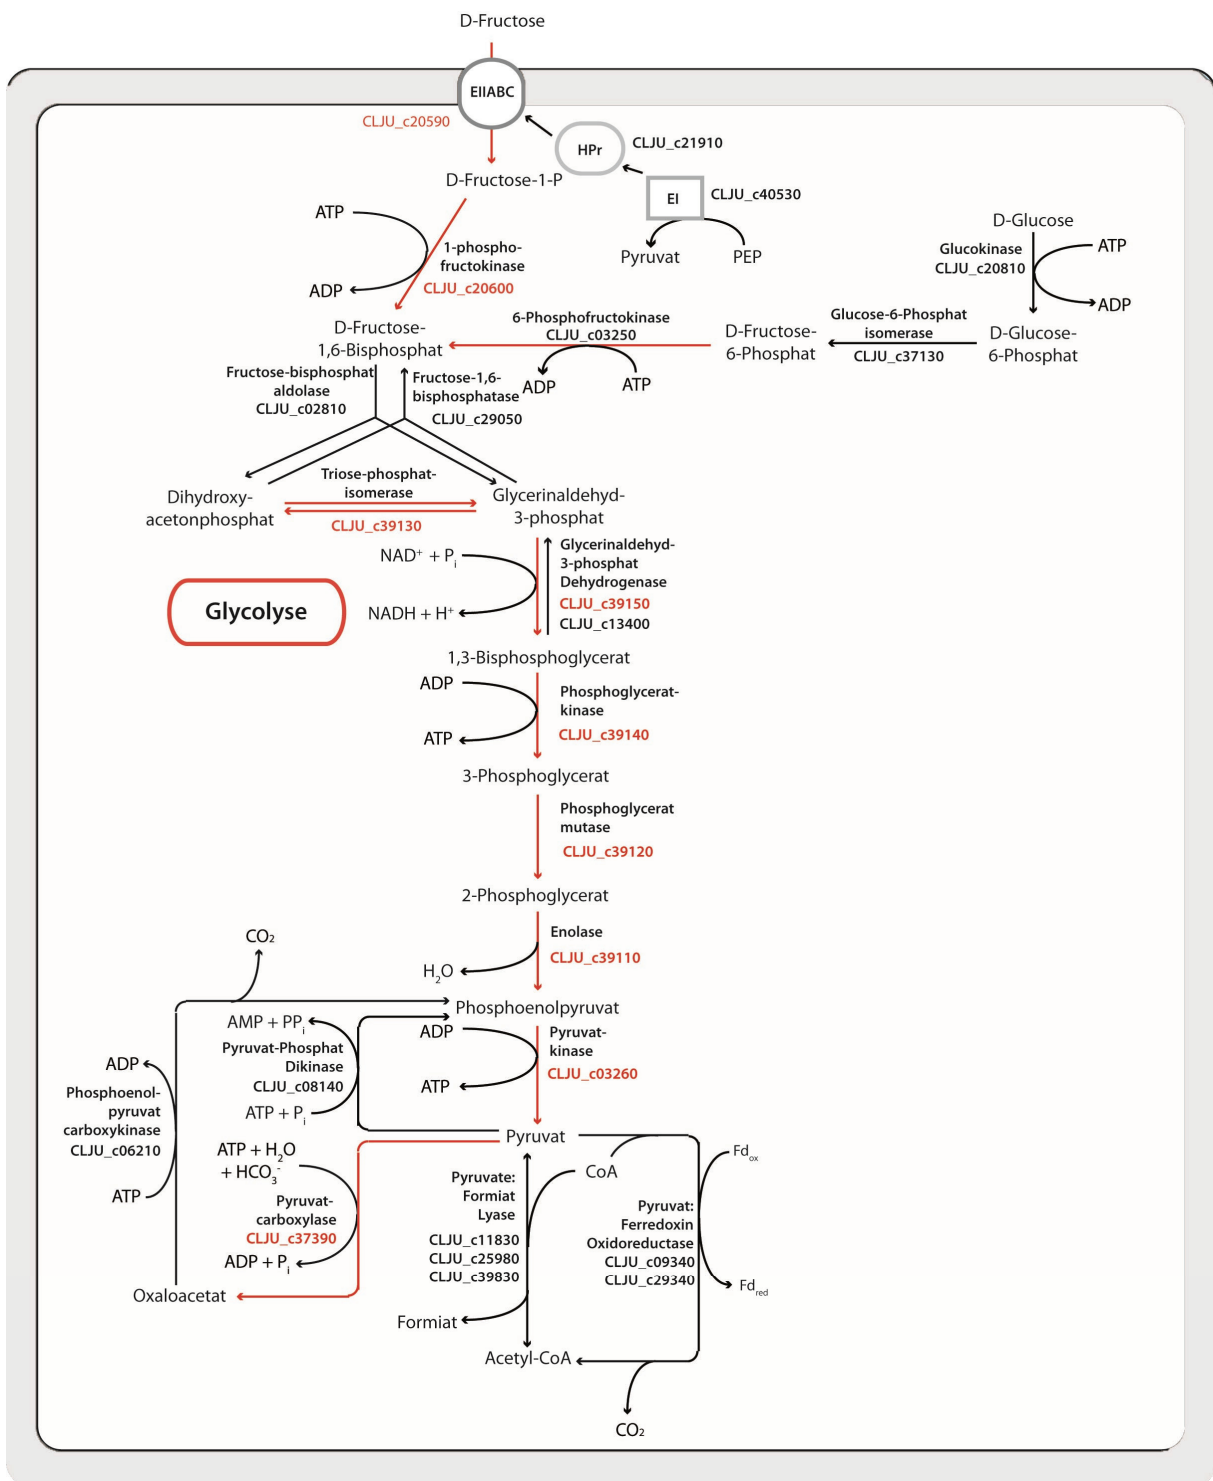 D-Fructose
EIIABC
CLJU_c20590
HPr
CLJU_c21910
D-Fructose-1-P
EI
CLJU_c40530
Pyruvat
PEP
ATP
1-phospho-
fructokinase
CLJU_c20600
ADP
D-Glucose
Glucokinase
CLJU_c20810
ATP
ADP
D-Fructose-
1,6-Bisphosphat
6-Phosphofructokinase
CLJU_c03250
ADP
ATP
D-Fructose-
6-Phosphat
Glucose-6-Phosphat
isomerase
CLJU_c37130
D-Glucose-
6-Phosphat
Fructose-bisphosphat
aldolase
CLJU_c02810
Fructose-1,6-
bisphosphatase
CLJU_c29050
Dihydroxy-
acetonphosphat
Triose-phosphat-
isomerase
CLJU_c39130
Glycerinaldehyd-
3-phosphat
NAD⁺ + Pi
NADH + H⁺
Glycerinaldehyd-
3-phosphat
Dehydrogenase
CLJU_c39150
CLJU_c13400
Glycolyse
1,3-Bisphosphoglycerat
ADP
ATP
Phosphoglycerat-
kinase
CLJU_c39140
3-Phosphoglycerat
Phosphoglycerat
mutase
CLJU_c39120
2-Phosphoglycerat
Enolase
CLJU_c39110
H₂O
CO₂
Phosphoenolpyruvat
AMP + PPi
Pyruvat-Phosphat
Dikinase
CLJU_c08140
ATP + Pi
ADP
ATP
Pyruvat-
kinase
CLJU_c03260
ADP
Phosphoenol-
pyruvat
carboxykinase
CLJU_c06210
ATP
Pyruvat
ATP + H₂O
+ HCO₃⁻
Pyruvat-
carboxylase
CLJU_c37390
ADP + Pi
Oxaloacetat
Pyruvate:
Formiat
Lyase
CLJU_c11830
CLJU_c25980
CLJU_c39830
CoA
Formiat
Acetyl-CoA
Pyruvat:
Ferredoxin
Oxidoreductase
CLJU_c09340
CLJU_c29340
Fdox
Fdred
CO₂